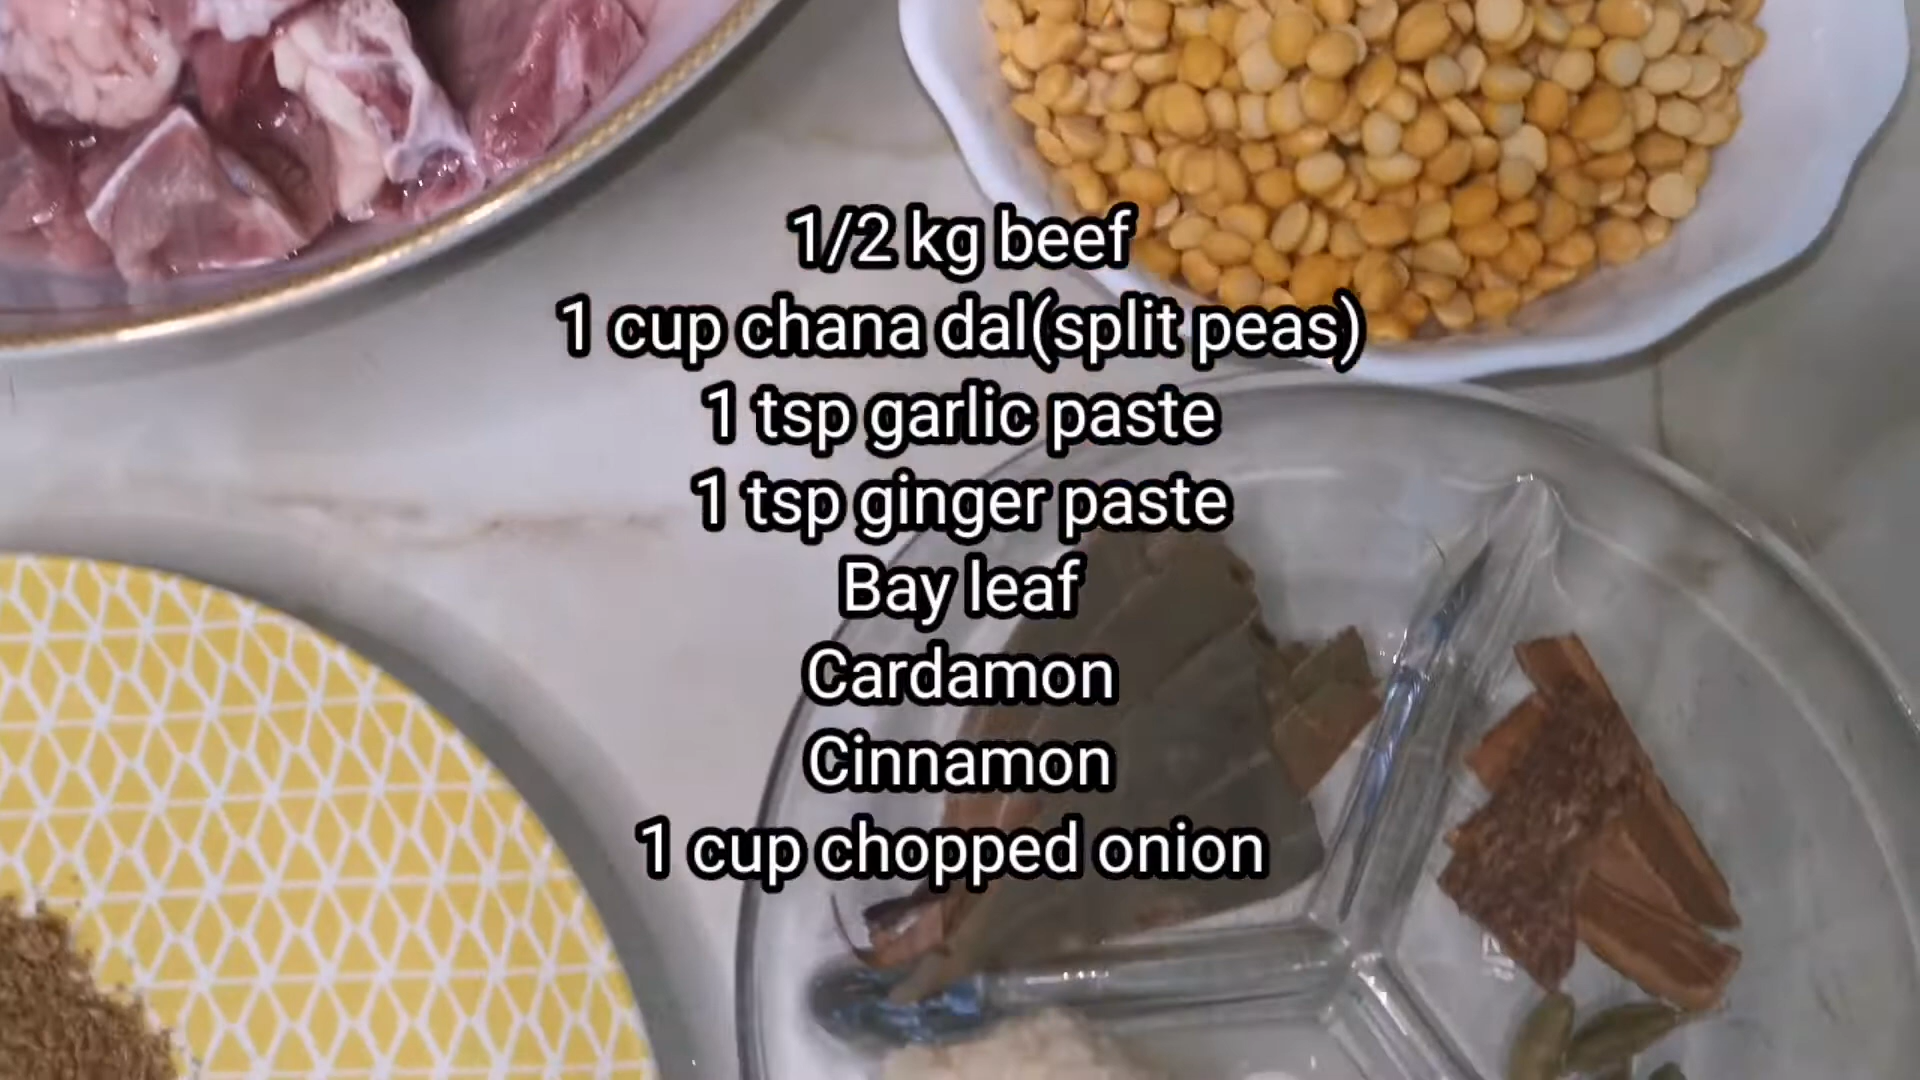 1/2 kg beef
1 cup chana dal(split peas)
1 tsp garlic paste
1 tsp ginger paste
Bay leaf
Cardamon
Cinnamon
1 cup chopped onion